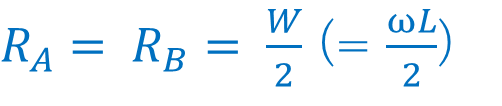 R_A = R_B = W/2 (= ωL/2)